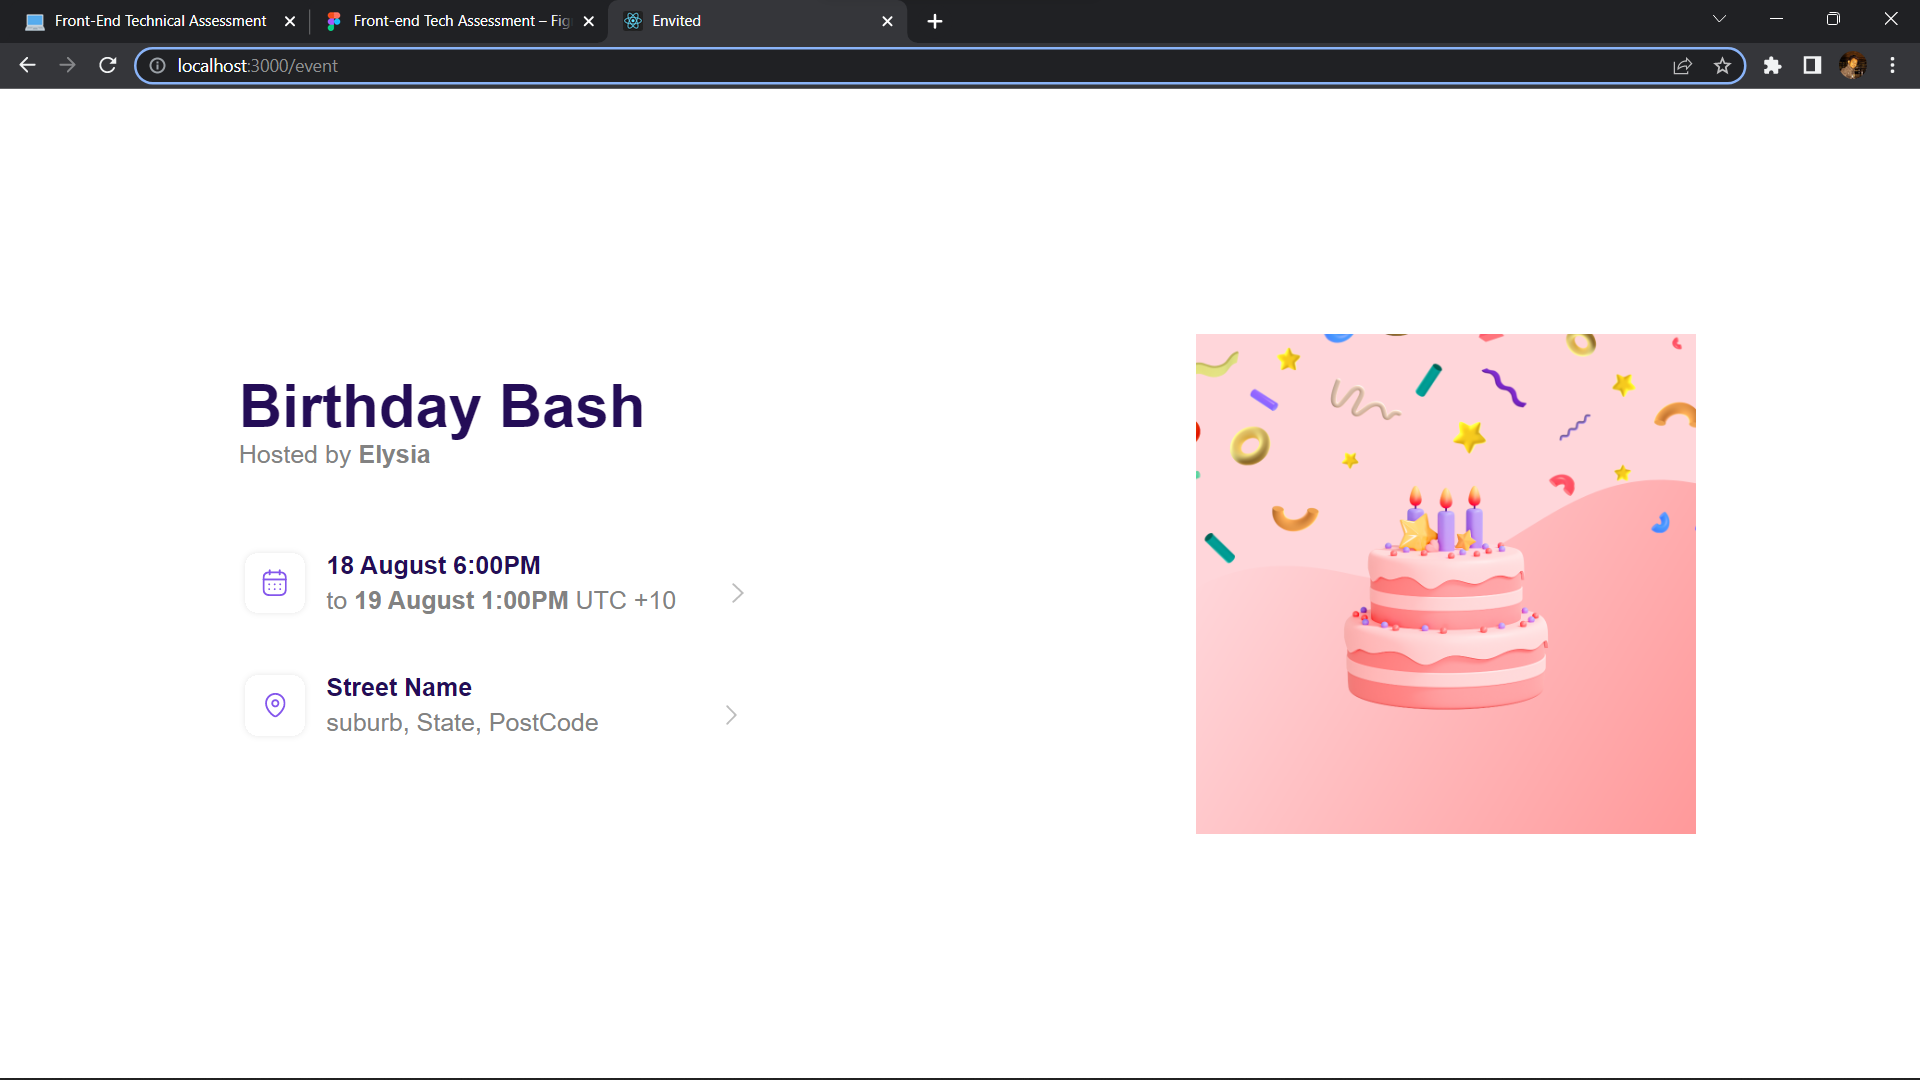 Front-End Technical Assessment
Front-end Tech Assessment – Fig
Envited
localhost:3000/event
Birthday Bash
Hosted by Elysia
18 August 6:00PM
to 19 August 1:00PM UTC +10
Street Name
suburb, State, PostCode